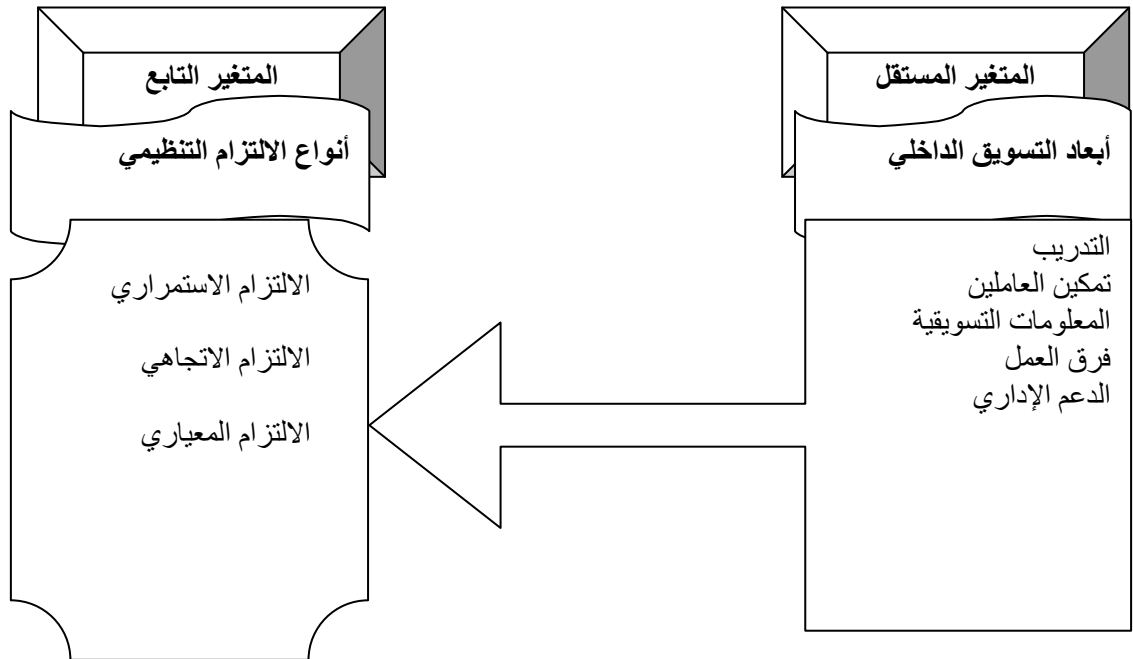 المتغير المستقل
أبعاد التسويق الداخلي
التدريب
تمكين العاملين
المعلومات التسويقية
فرق العمل
الدعم الإداري
المتغير التابع
أنواع الالتزام التنظيمي
الالتزام الاستمراري
الالتزام الاتجاهي
الالتزام المعياري